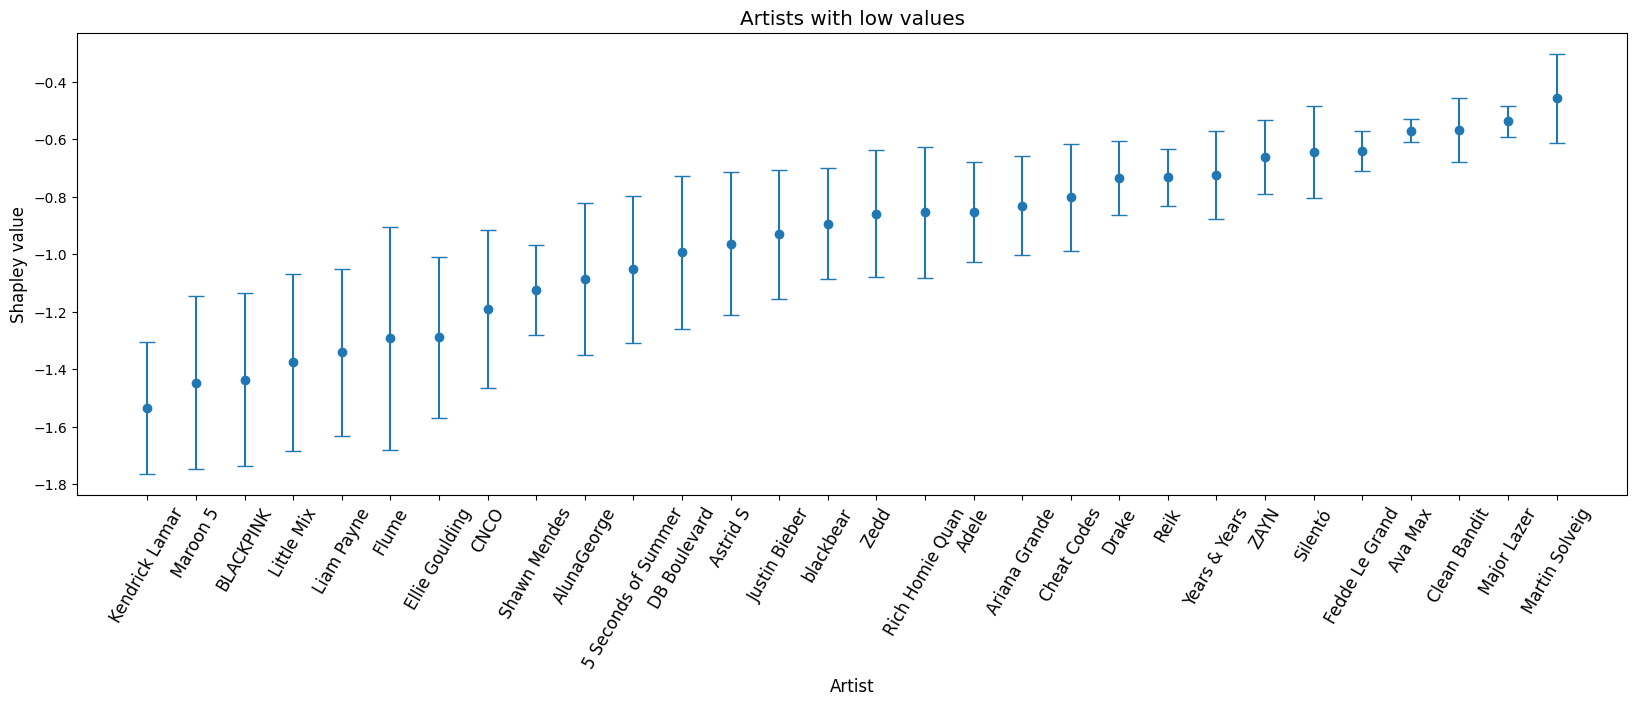 Artists with low values
Shapley value
−0.4
−0.6
−0.8
−1.0
−1.2
−1.4
−1.6
−1.8
Kendrick Lamar
Maroon 5
BLACKPINK
Little Mix
Liam Payne
Flume
Ellie Goulding
CNCO
Shawn Mendes
AlunaGeorge
5 Seconds of Summer
DB Boulevard
Astrid S
Justin Bieber
blackbear
Zedd
Rich Homie Quan
Adele
Ariana Grande
Cheat Codes
Drake
Reik
Years & Years
ZAYN
Silentó
Fedde Le Grand
Ava Max
Clean Bandit
Major Lazer
Martin Solveig
Artist